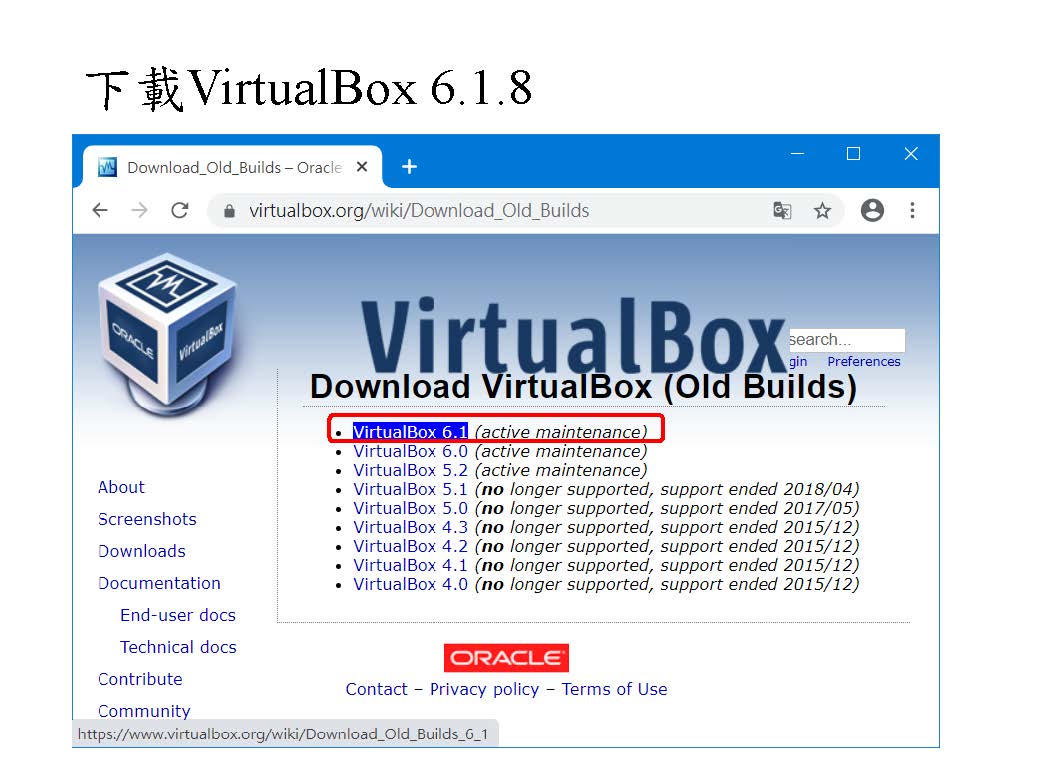 下載VirtualBox 6.1.8
Download_Old_Builds – Oracle
virtualbox.org/wiki/Download_Old_Builds
ORACLE
VirtualBox
VirtualBox
search...
gin Preferences
Download VirtualBox (Old Builds)
VirtualBox 6.1 (active maintenance)
VirtualBox 6.0 (active maintenance)
VirtualBox 5.2 (active maintenance)
VirtualBox 5.1 (no longer supported, support ended 2018/04)
VirtualBox 5.0 (no longer supported, support ended 2017/05)
VirtualBox 4.3 (no longer supported, support ended 2015/12)
VirtualBox 4.2 (no longer supported, support ended 2015/12)
VirtualBox 4.1 (no longer supported, support ended 2015/12)
VirtualBox 4.0 (no longer supported, support ended 2015/12)
About
Screenshots
Downloads
Documentation
End-user docs
Technical docs
Contribute
Community
ORACLE
Contact – Privacy policy – Terms of Use
https://www.virtualbox.org/wiki/Download_Old_Builds_6_1